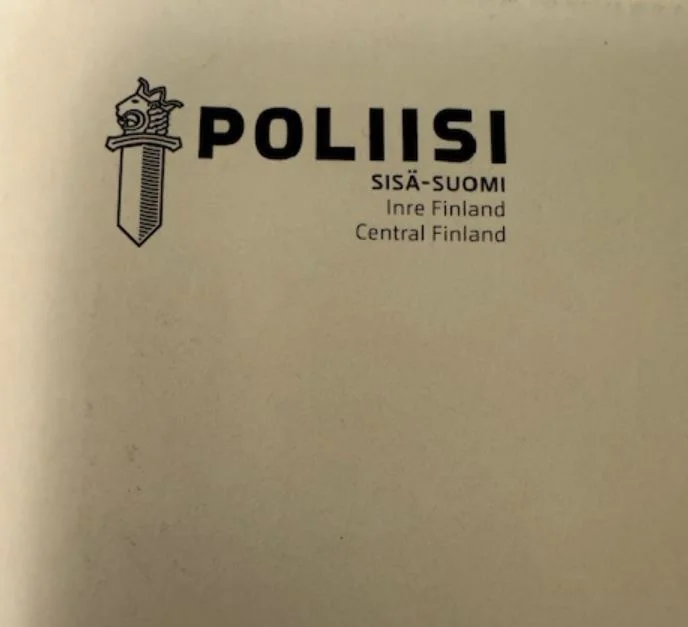 POLIISI
SISÄ-SUOMI
Inre Finland
Central Finland